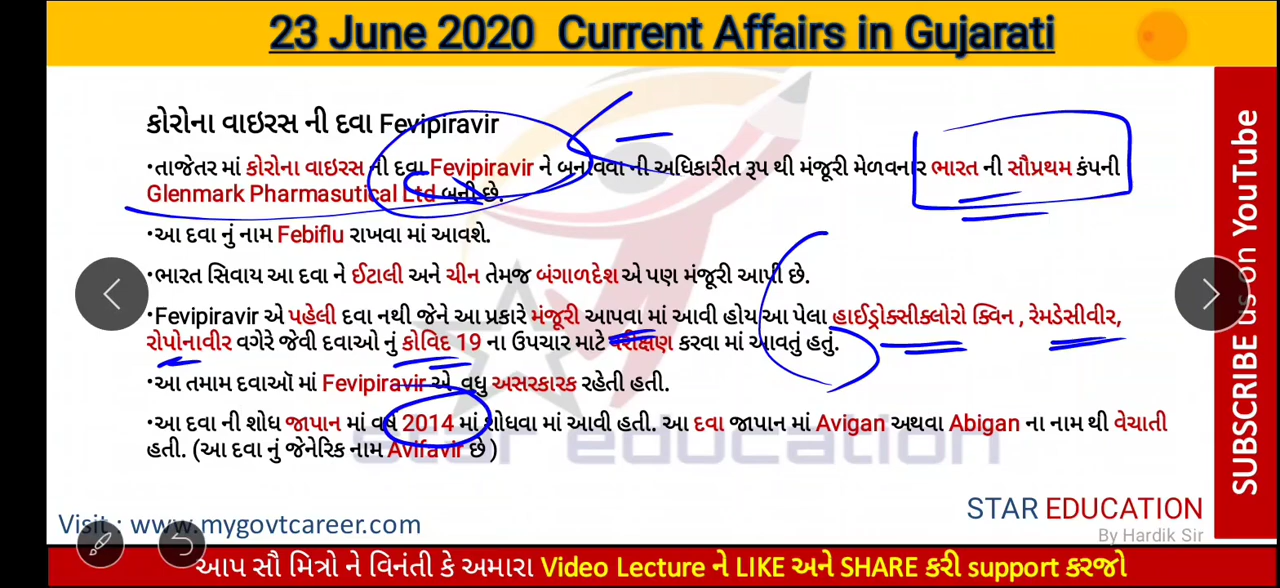 23 June 2020 Current Affairs in Gujarati
કોરોના વાઇરસ ની દવા Fevipiravir
•તાજેતર માં કોરોના વાઇરસ ની દવા Fevipiravir ને બનાવવા ની અધિકારીત રૂપ થી મંજૂરી મેળવનાર ભારત ની સૌપ્રથમ કંપની
Glenmark Pharmasutical Ltd બની છે.
•આ દવા નું નામ Febiflu રાખવા માં આવશે.
•ભારત સિવાય આ દવા ને ઈટાલી અને ચીન તેમજ બંગાળદેશ એ પણ મંજૂરી આપી છે.
•Fevipiravir એ પહેલી દવા નથી જેને આ પ્રકારે મંજૂરી આપવા માં આવી હોય આ પેલા હાઈડ્રોક્સીક્લોરો ક્વિન , રેમડેસીવીર,
રોપોનાવીર વગેરે જેવી દવાઓ નું કોવિદ 19 ના ઉપચાર માટે પરીક્ષણ કરવા માં આવતું હતું.
•આ તમામ દવાઑ માં Fevipiravir એ વધુ અસરકારક રહેતી હતી.
•આ દવા ની શોધ જાપાન માં વર્ષ 2014 માં શોધવા માં આવી હતી. આ દવા જાપાન માં Avigan અથવા Abigan ના નામ થી વેચાતી
હતી. (આ દવા નું જેનેરિક નામ Avifavir છે )
star education
STAR EDUCATION
By Hardik Sir
Visit : www.mygovtcareer.com
આપ સૌ મિત્રો ને વિનંતી કે અમારા Video Lecture ને LIKE અને SHARE કરી support કરજો
SUBSCRIBE us on YouTube